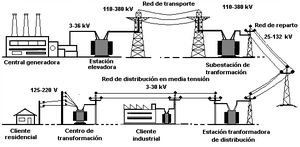 Red de transporte
110-380 kV
110-380 kV
Red de reparto
3-36 kV
25-132 kV
Central generadora
Estación
elevadora
Subestación de
tranformación
Red de distribución en media tensión
3-30 kV
125-220 V
Cliente
residencial
Centro de
transformación
Cliente
industrial
Estación tranformadora
de distribución